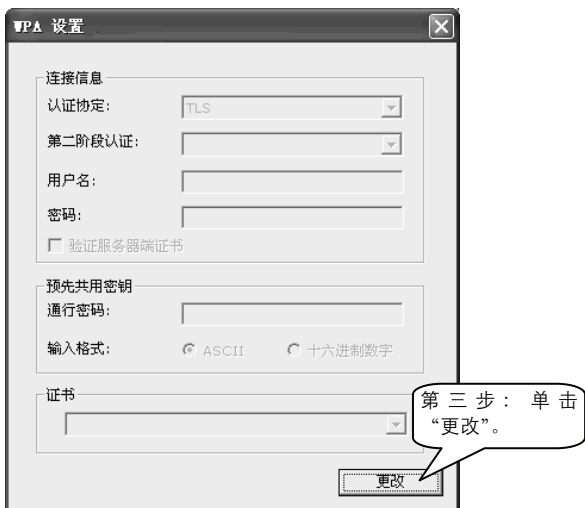 WPA 设置
连接信息
认证协定: TLS
第二阶段认证:
用户名:
密码:
验证服务器端证书
预先共用密钥
通行密码:
输入格式: ASCII 十六进制数字
证书
第三步：单击
“更改”。
更改